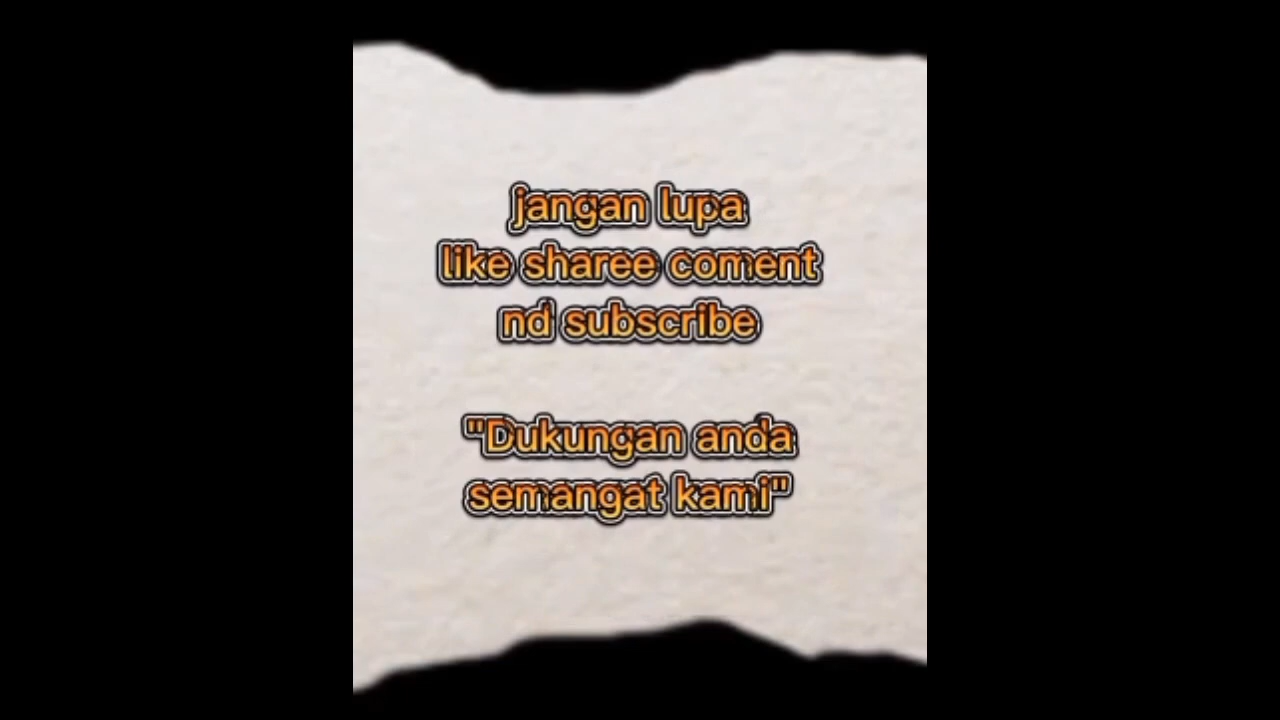 jangan lupa
like sharee coment
nd subscribe
"Dukungan anda
semangat kami"